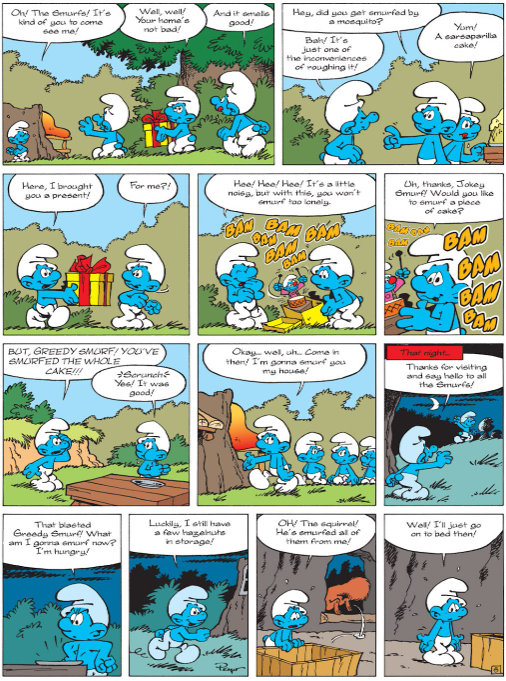 Oh! The Smurfs! It's
kind of you to come
see me!
Well, well!
Your home's
not bad!
And it smells
good!
Hey, did you get smurfed by
a mosquito?
Bah! It's
just one of
the inconveniences
of roughing it!
Yum!
A sarsaparilla
cake!
Here, I brought
you a present!
For me?!
Hee! Hee! Hee! It's a little
noisy, but with this, you won't
smurf too lonely.
BAM
BAM
BAM
BAM
BAM
BAM
Uh, thanks, Jokey
Smurf! Would you like
to smurf a piece
of cake?
BAM BAM
BAM
BAM
BAM
BAM
BAM
BUT, GREEDY SMURF! YOU'VE
SMURFED THE WHOLE
CAKE!!!
Scrunch
Yes! It was
good!
Okay... well, uh... Come in
then! I'm gonna smurf you
my house!
That night...
Thanks for visiting
and say hello to all
the Smurfs!
That blasted
Greedy Smurf! What
am I gonna smurf now?
I'm hungry!
Luckily, I still have
a few hazelnuts
in storage!
Peyo
OH! The squirrel!
He's smurfed all of
them from me!
Well! I'll just go
on to bed then!